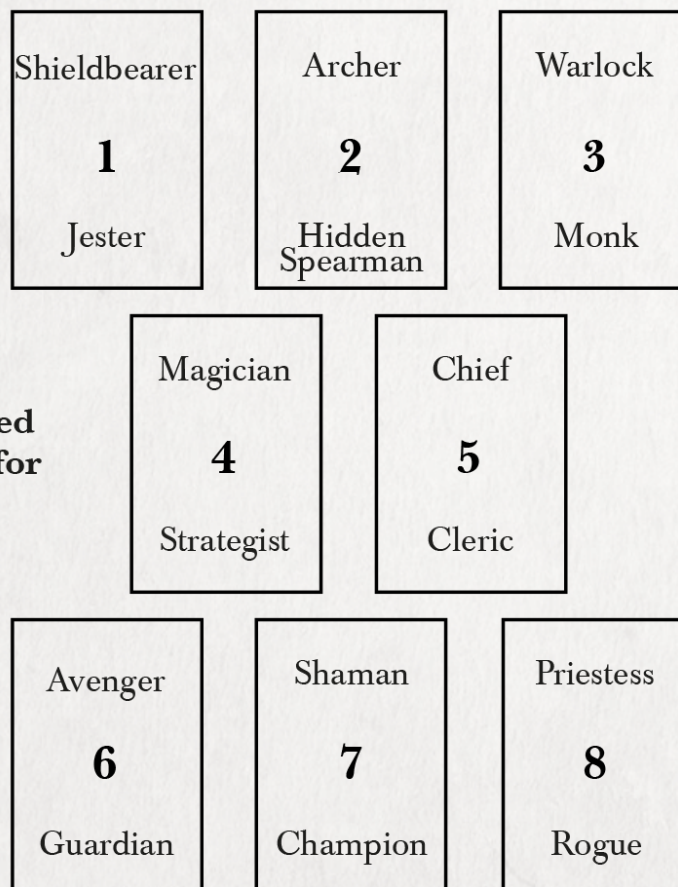 Shieldbearer
1
Jester
Archer
2
Hidden
Spearman
Warlock
3
Monk
ed
for
Magician
4
Strategist
Chief
5
Cleric
Avenger
6
Guardian
Shaman
7
Champion
Priestess
8
Rogue